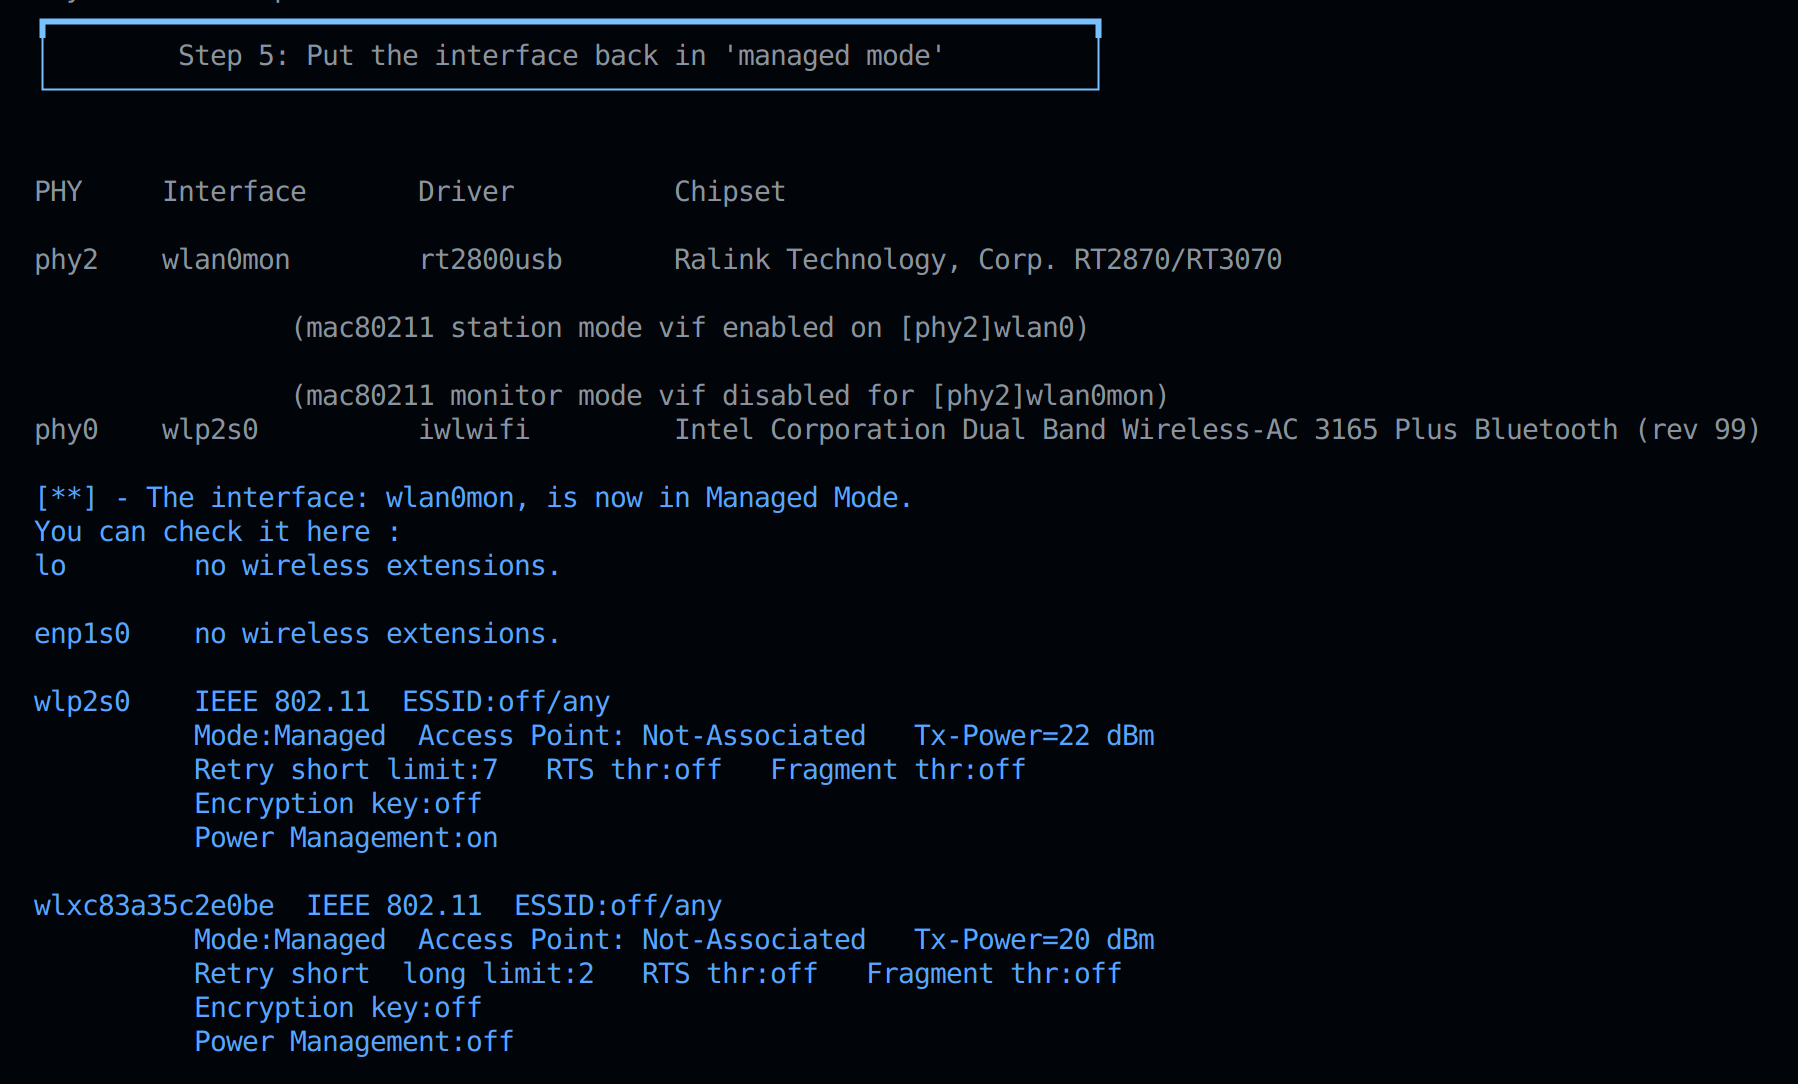 Step 5: Put the interface back in 'managed mode'
PHY     Interface       Driver          Chipset
phy2    wlan0mon        rt2800usb       Ralink Technology, Corp. RT2870/RT3070
(mac80211 station mode vif enabled on [phy2]wlan0)
(mac80211 monitor mode vif disabled for [phy2]wlan0mon)
phy0    wlp2s0          iwlwifi         Intel Corporation Dual Band Wireless-AC 3165 Plus Bluetooth (rev 99)
[**] - The interface: wlan0mon, is now in Managed Mode.
You can check it here :
lo        no wireless extensions.
enp1s0    no wireless extensions.
wlp2s0    IEEE 802.11  ESSID:off/any
Mode:Managed  Access Point: Not-Associated   Tx-Power=22 dBm
Retry short limit:7   RTS thr:off   Fragment thr:off
Encryption key:off
Power Management:on
wlxc83a35c2e0be  IEEE 802.11  ESSID:off/any
Mode:Managed  Access Point: Not-Associated   Tx-Power=20 dBm
Retry short  long limit:2   RTS thr:off   Fragment thr:off
Encryption key:off
Power Management:off